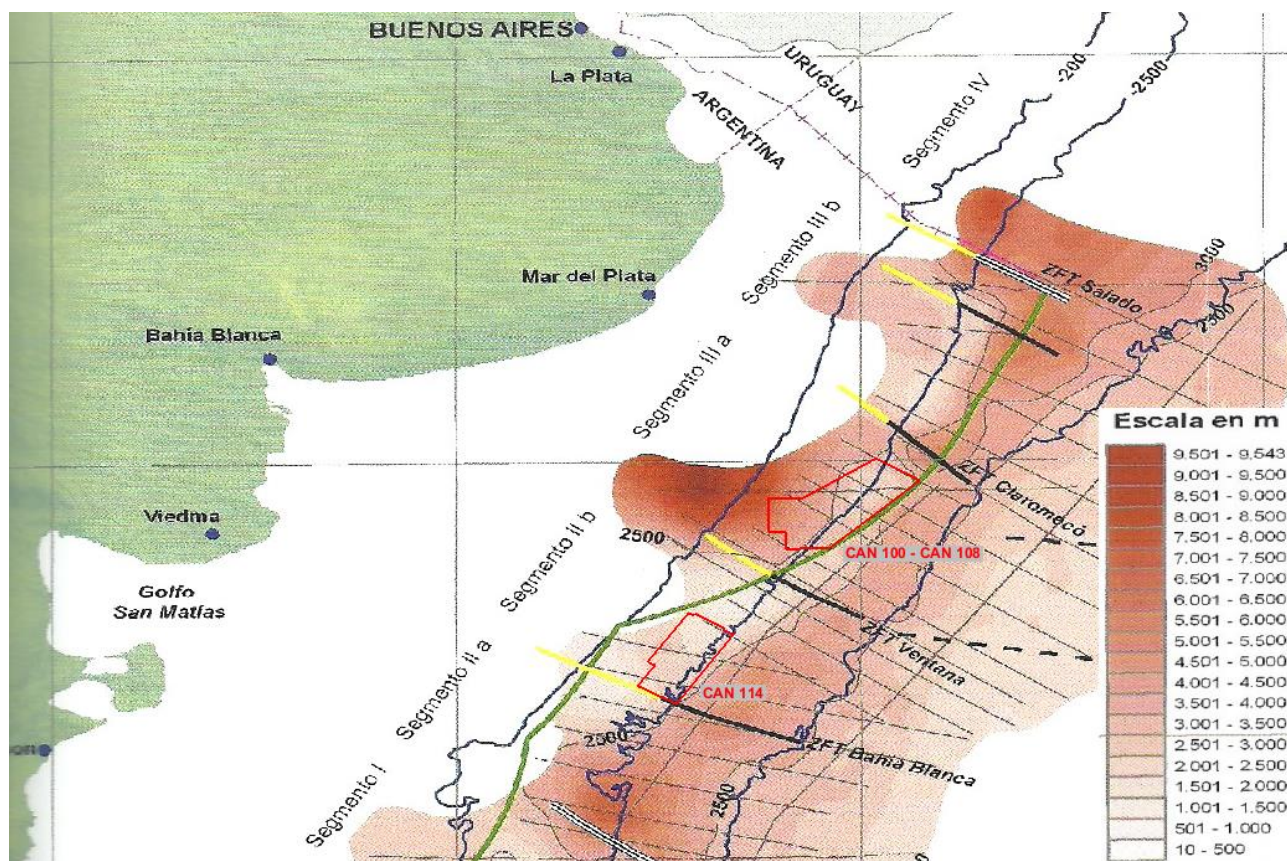 BUENOS AIRES
La Plata
URUGUAY
ARGENTINA
-200
-2500
Segmento IV
Segmento III b
Mar del Plata
ZFT Salado
3000
2500
Bahía Blanca
Segmento III a
Escala en m
9.501 - 9.543
9.001 - 9.500
8.501 - 9.000
8.001 - 8.500
7.501 - 8.000
7.001 - 7.500
6.501 - 7.000
6.001 - 6.500
5.501 - 6.000
5.001 - 5.500
4.501 - 5.000
4.001 - 4.500
3.501 - 4.000
3.001 - 3.500
2.501 - 3.000
2.001 - 2.500
1.501 - 2.000
1.001 - 1.500
501 - 1.000
10 - 500
ZFT Claromecó
Viedma
Segmento II b
2500
CAN 100 - CAN 108
Golfo
San Matías
ZFT Ventana
Segmento II a
CAN 114
2500
ZFT Bahía Blanca
Segmento I
2500